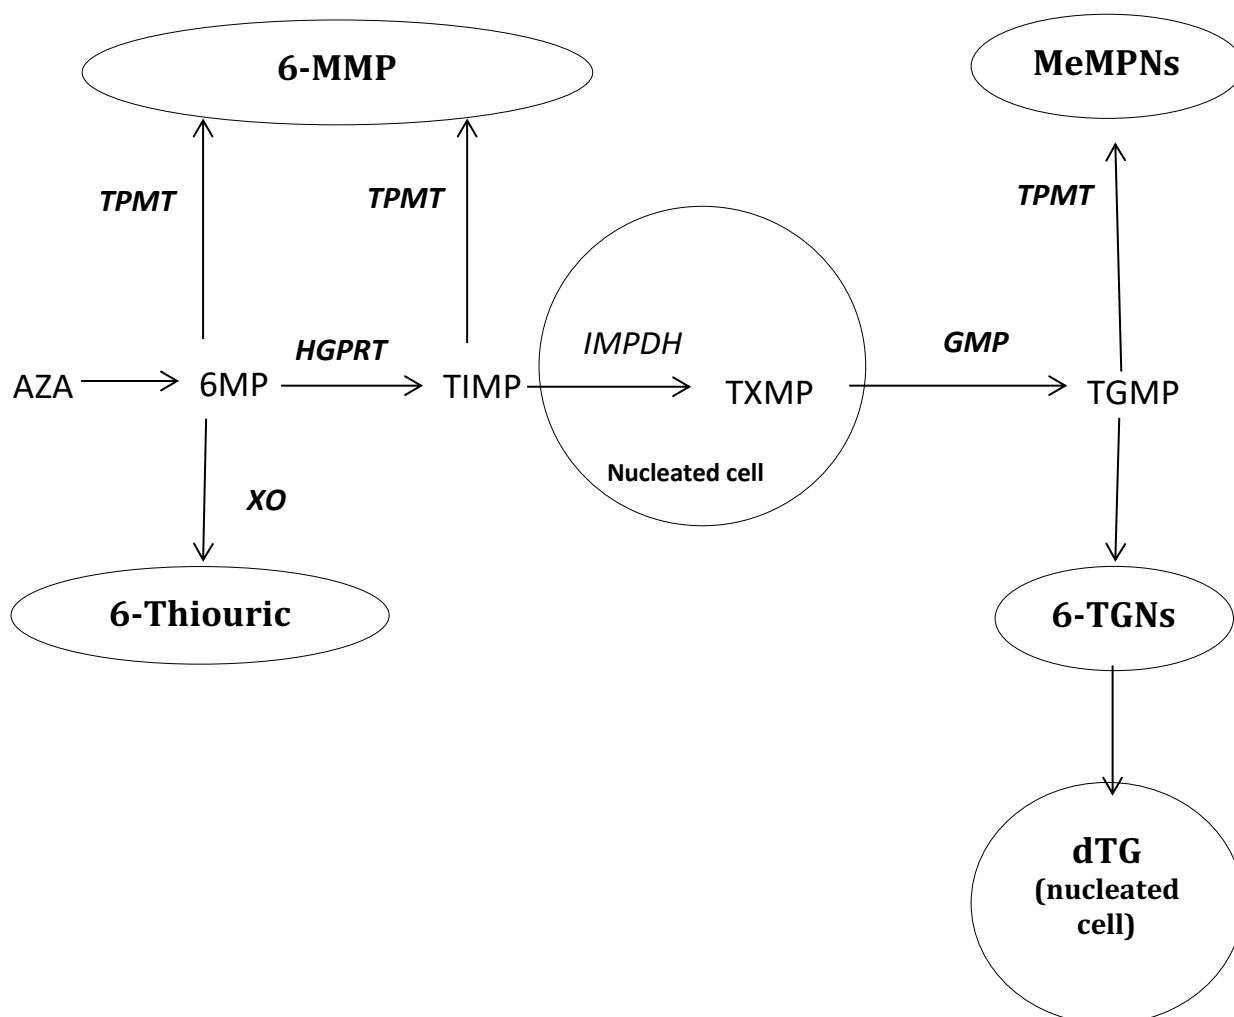 6-MMP
MeMPNs
TPMT
TPMT
TPMT
HGPRT
IMPDH
GMP
AZA
6MP
TIMP
TXMP
TGMP
Nucleated cell
XO
6-Thiouric
6-TGNs
dTG
(nucleated
cell)